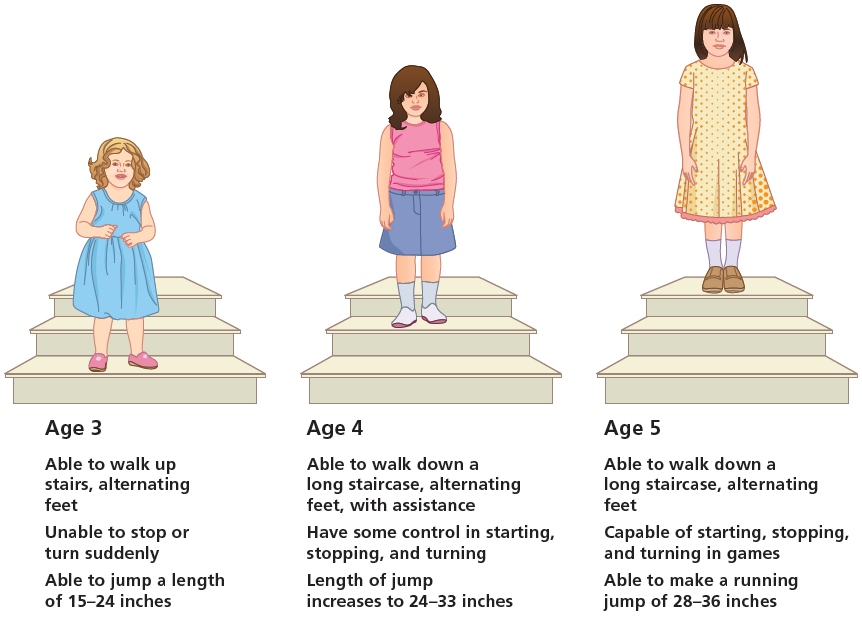 Age 3
Able to walk up
stairs, alternating
feet
Unable to stop or
turn suddenly
Able to jump a length
of 15–24 inches
Age 4
Able to walk down a
long staircase, alternating
feet, with assistance
Have some control in starting,
stopping, and turning
Length of jump
increases to 24–33 inches
Age 5
Able to walk down a
long staircase, alternating
feet
Capable of starting, stopping,
and turning in games
Able to make a running
jump of 28–36 inches